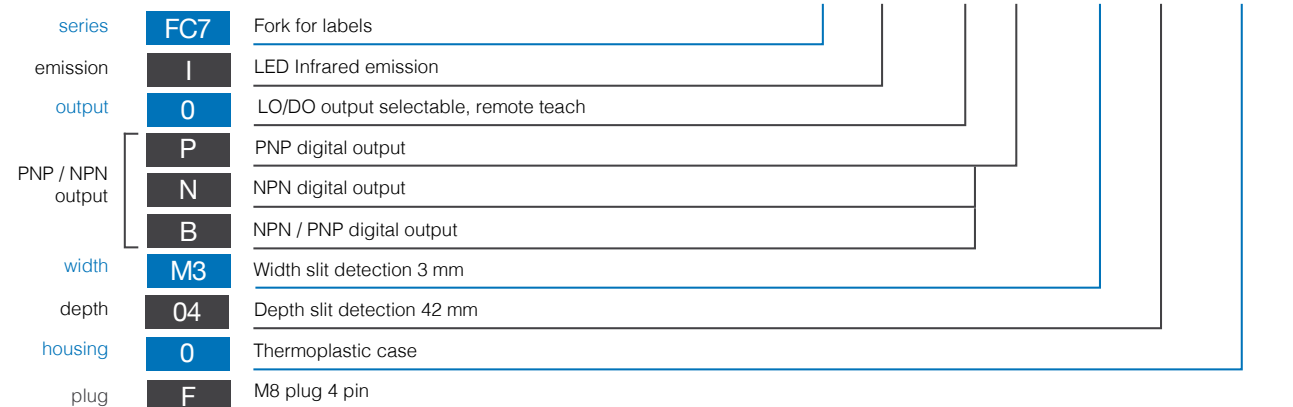 series FC7 Fork for labels
emission I LED Infrared emission
output 0 LO/DO output selectable, remote teach
P PNP digital output
PNP / NPN
output
N NPN digital output
B NPN / PNP digital output
width M3 Width slit detection 3 mm
depth 04 Depth slit detection 42 mm
housing 0 Thermoplastic case
plug F M8 plug 4 pin